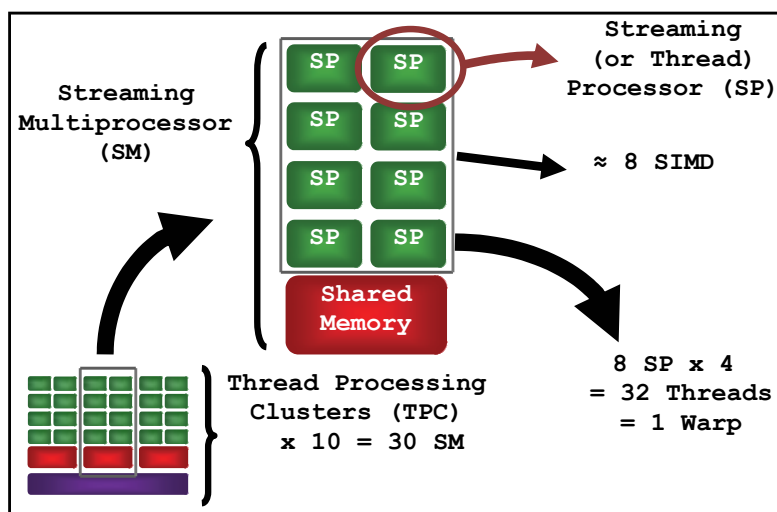 Streaming
Multiprocessor
(SM)
SP SP
SP SP
SP SP
SP SP
Shared
Memory
Streaming
(or Thread)
Processor (SP)
≈ 8 SIMD
8 SP x 4
= 32 Threads
= 1 Warp
Thread Processing
Clusters (TPC)
x 10 = 30 SM